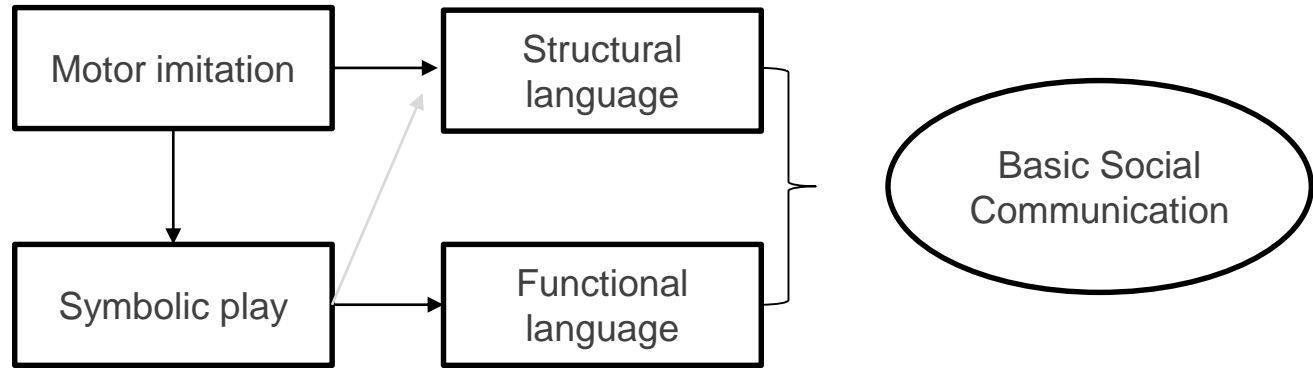 Motor imitation
Structural
language
Basic Social
Communication
Symbolic play
Functional
language